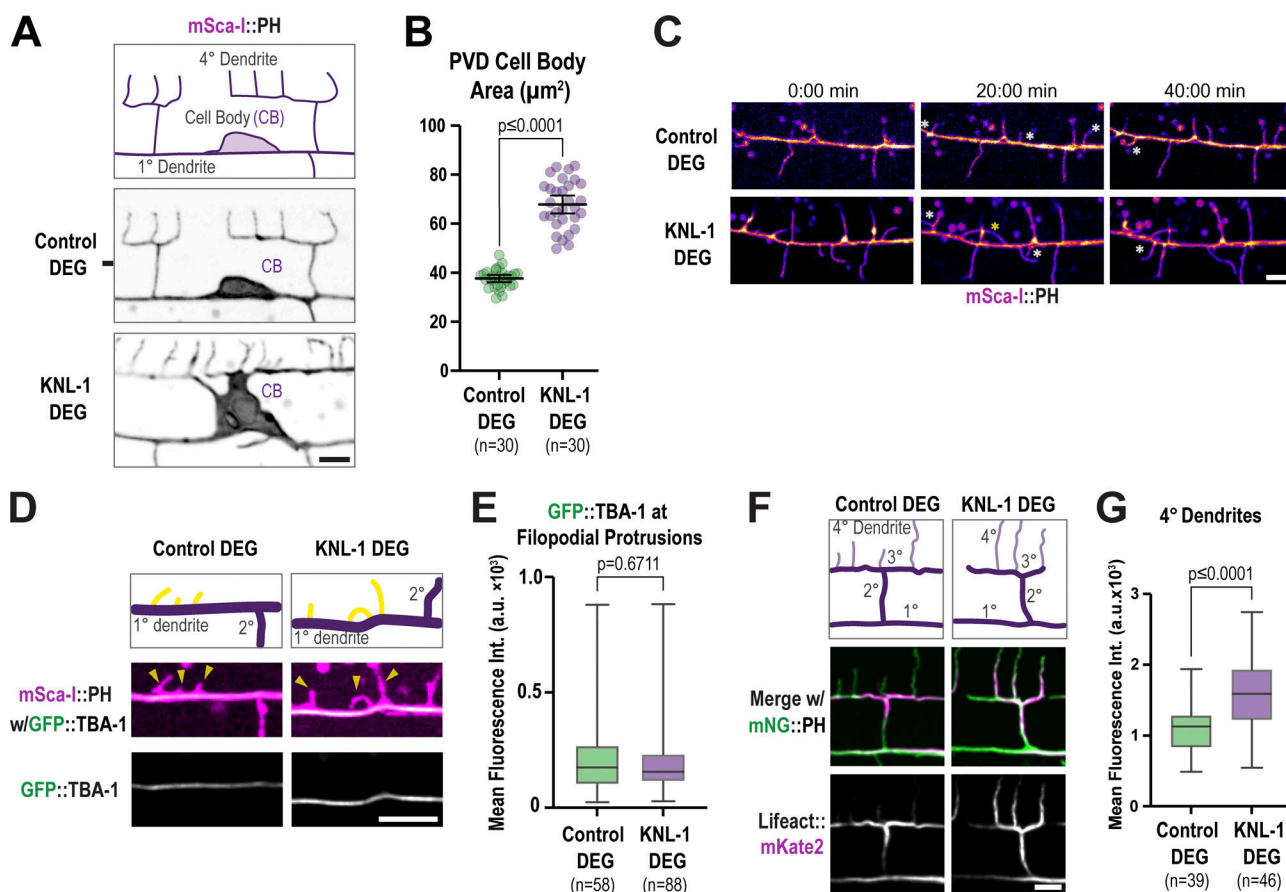 A
mSca-I::PH
4° Dendrite
Cell Body (CB)
1° Dendrite
Control
DEG
CB
KNL-1
DEG
CB
B
PVD Cell Body
Area (µm²)
p≤0.0001
100
80
60
40
20
0
Control
DEG
(n=30)
KNL-1
DEG
(n=30)
C
0:00 min
20:00 min
40:00 min
Control
DEG
*
*
*
*
KNL-1
DEG
*
*
*
*
mSca-I::PH
D
Control DEG
KNL-1 DEG
1° dendrite
2°
1° dendrite
2°
mSca-I::PH
w/GFP::TBA-1
GFP::TBA-1
E
GFP::TBA-1 at
Filopodial Protrusions
p=0.6711
Mean Fluorescence Int. (a.u. ×10³)
1.0
0.5
0
Control
DEG
(n=58)
KNL-1
DEG
(n=88)
F
Control DEG
KNL-1 DEG
4° Dendrite
3°
2°
1°
4°
3°
2°
1°
Merge w/
mNG::PH
Lifeact::
mKate2
G
4° Dendrites
p≤0.0001
Mean Fluorescence Int. (a.u.x10³)
3
2
1
0
Control
DEG
(n=39)
KNL-1
DEG
(n=46)